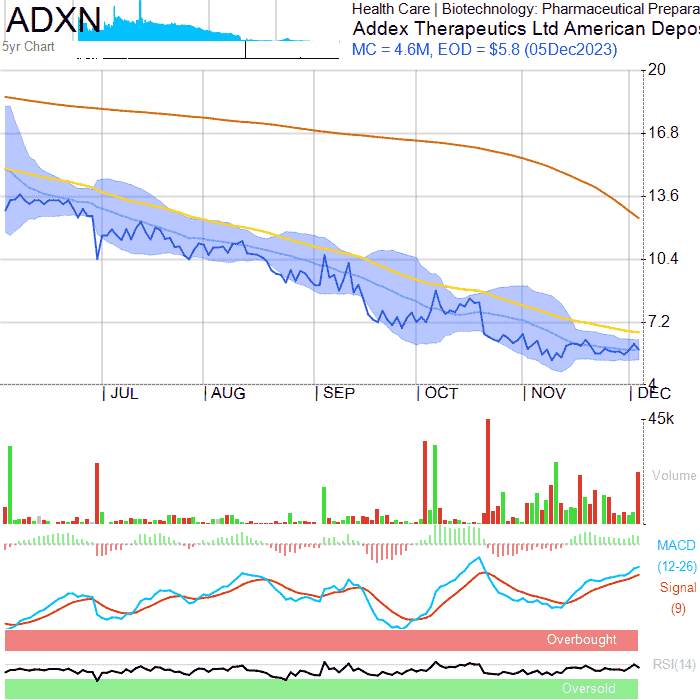 ADXN
5yr Chart
Health Care | Biotechnology: Pharmaceutical Prepara
Addex Therapeutics Ltd American Depos
MC = 4.6M, EOD = $5.8 (05Dec2023)
20
16.8
13.6
10.4
7.2
4
| JUL | AUG | SEP | OCT | NOV | DEC
45k
Volume
MACD
(12-26)
Signal
(9)
Overbought
RSI(14)
Oversold